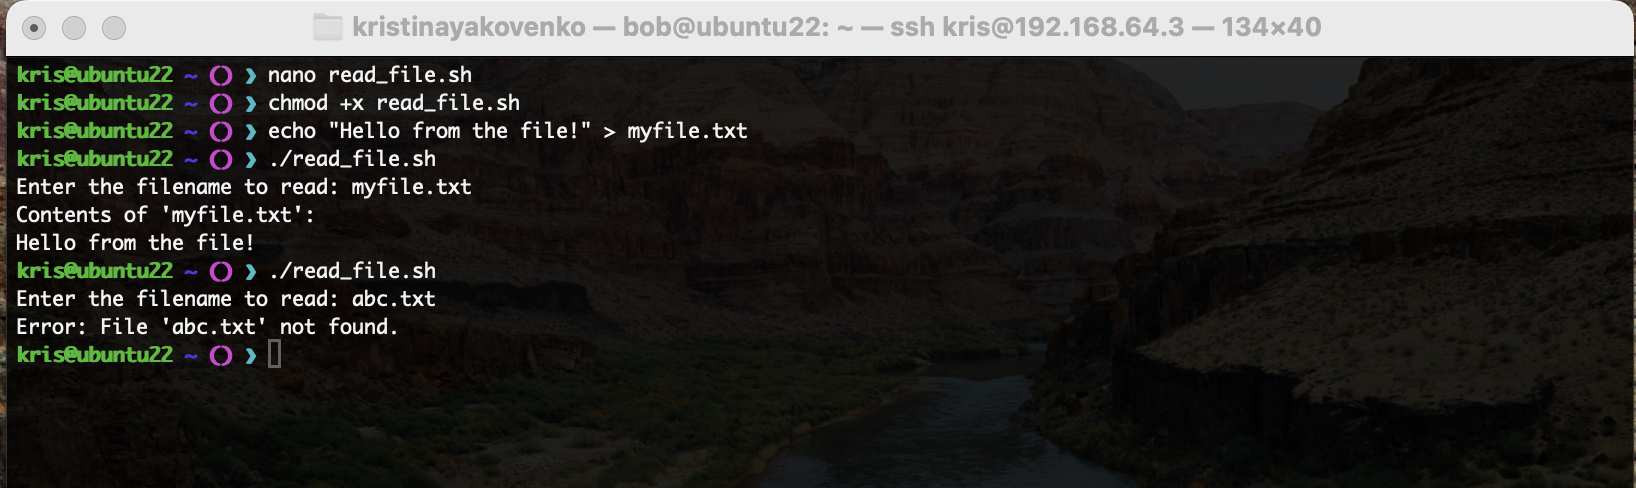 kristinayakovenko — bob@ubuntu22: ~ — ssh kris@192.168.64.3 — 134×40
kris@ubuntu22 ~ () ❯ nano read_file.sh
kris@ubuntu22 ~ () ❯ chmod +x read_file.sh
kris@ubuntu22 ~ () ❯ echo "Hello from the file!" > myfile.txt
kris@ubuntu22 ~ () ❯ ./read_file.sh
Enter the filename to read: myfile.txt
Contents of 'myfile.txt':
Hello from the file!
kris@ubuntu22 ~ () ❯ ./read_file.sh
Enter the filename to read: abc.txt
Error: File 'abc.txt' not found.
kris@ubuntu22 ~ () ❯